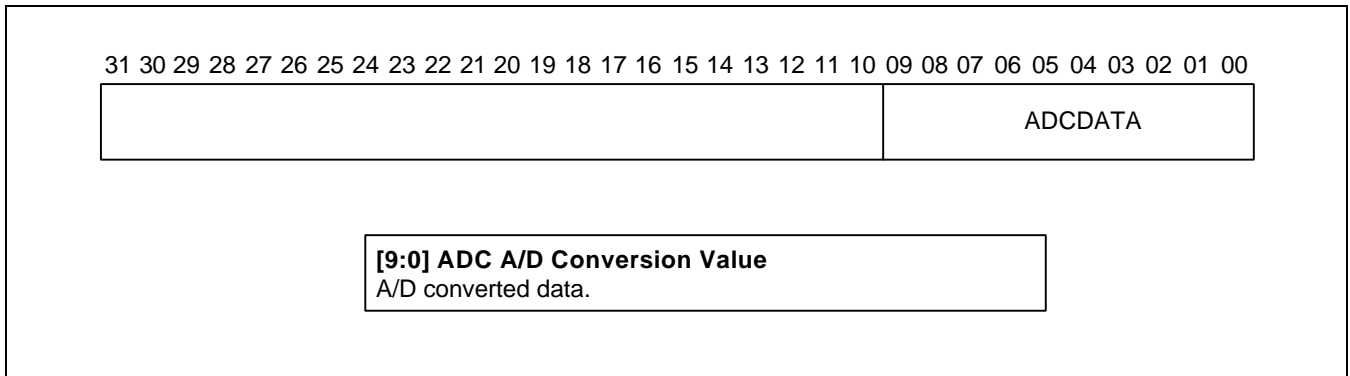 31 30 29 28 27 26 25 24 23 22 21 20 19 18 17 16 15 14 13 12 11 10 09 08 07 06 05 04 03 02 01 00
ADCDATA
[9:0] ADC A/D Conversion Value
A/D converted data.